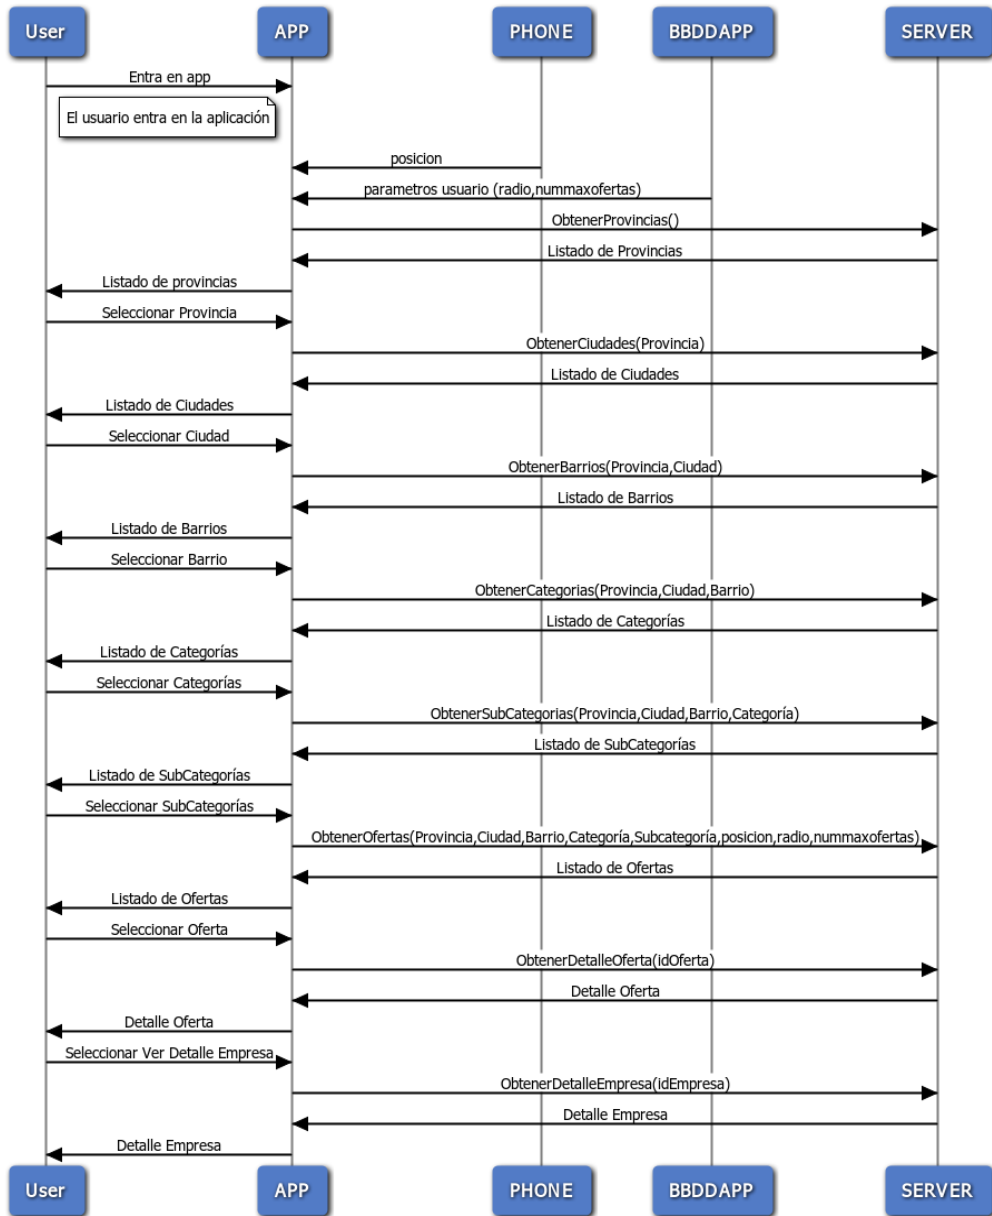 User
APP
PHONE
BBDDAPP
SERVER
Entra en app
El usuario entra en la aplicación
posicion
parametros usuario (radio,nummaxofertas)
ObtenerProvincias()
Listado de Provincias
Listado de provincias
Seleccionar Provincia
ObtenerCiudades(Provincia)
Listado de Ciudades
Listado de Ciudades
Seleccionar Ciudad
ObtenerBarrios(Provincia,Ciudad)
Listado de Barrios
Listado de Barrios
Seleccionar Barrio
ObtenerCategorias(Provincia,Ciudad,Barrio)
Listado de Categorías
Listado de Categorías
Seleccionar Categorías
ObtenerSubCategorias(Provincia,Ciudad,Barrio,Categoría)
Listado de SubCategorías
Listado de SubCategorías
Seleccionar SubCategorías
ObtenerOfertas(Provincia,Ciudad,Barrio,Categoría,Subcategoría,posicion,radio,nummaxofertas)
Listado de Ofertas
Listado de Ofertas
Seleccionar Oferta
ObtenerDetalleOferta(idOferta)
Detalle Oferta
Detalle Oferta
Seleccionar Ver Detalle Empresa
ObtenerDetalleEmpresa(idEmpresa)
Detalle Empresa
Detalle Empresa
User
APP
PHONE
BBDDAPP
SERVER